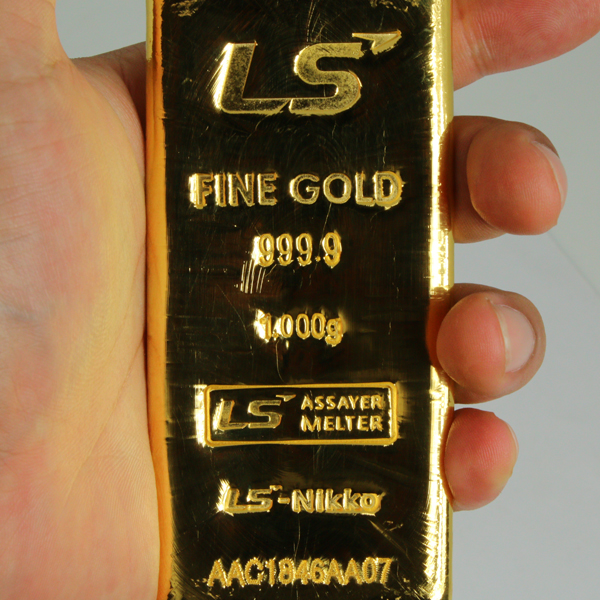 LS
FINE GOLD
999.9
1.000g
LS ASSAYER
MELTER
LS-Nikko
AAC1846AA07